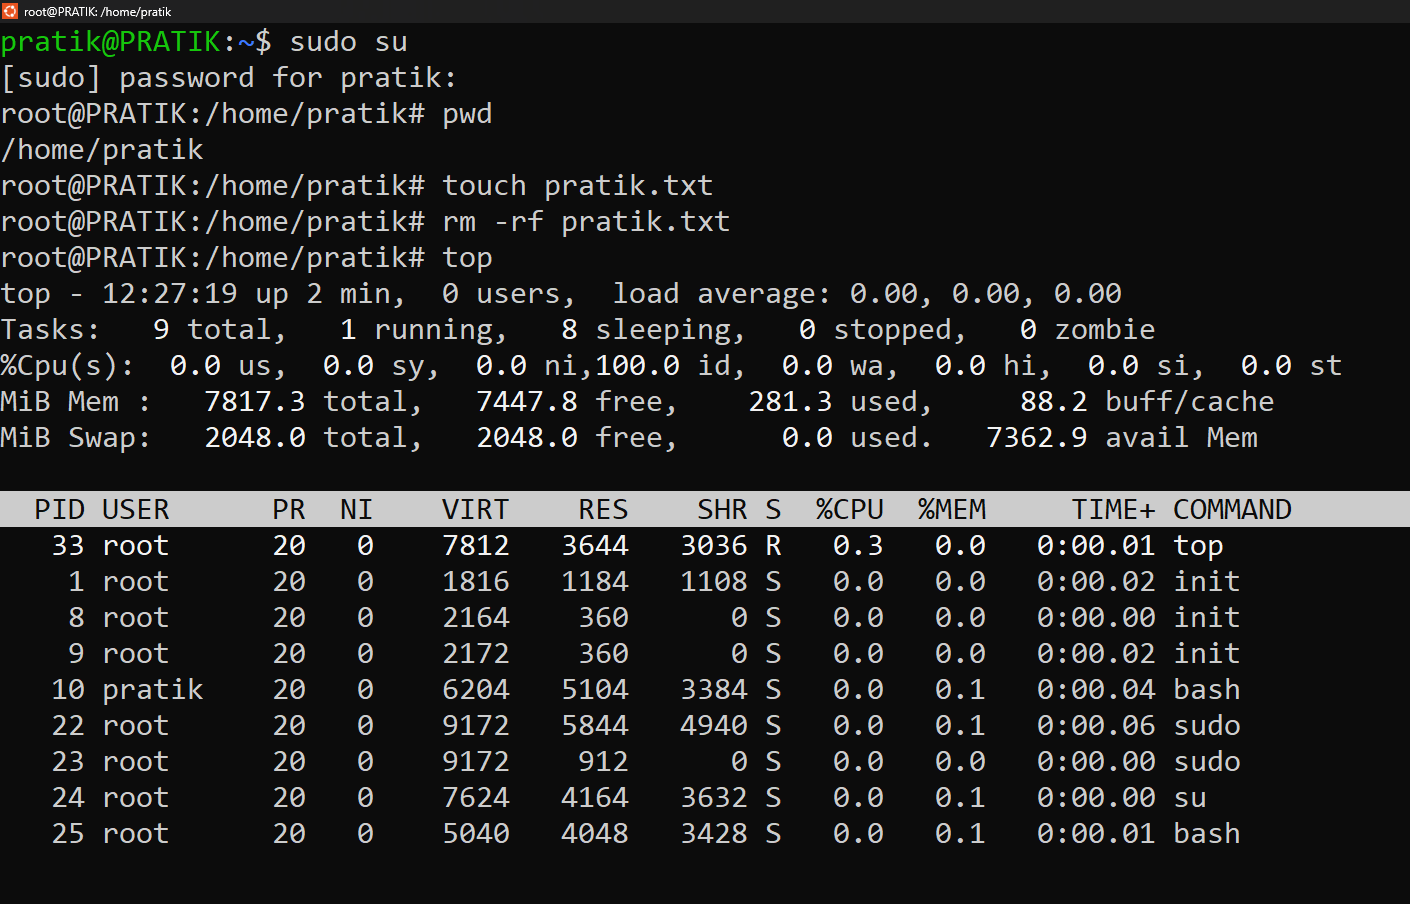 root@PRATIK: /home/pratik
pratik@PRATIK:~$ sudo su
[sudo] password for pratik:
root@PRATIK:/home/pratik# pwd
/home/pratik
root@PRATIK:/home/pratik# touch pratik.txt
root@PRATIK:/home/pratik# rm -rf pratik.txt
root@PRATIK:/home/pratik# top
top - 12:27:19 up 2 min,  0 users,  load average: 0.00, 0.00, 0.00
Tasks:   9 total,   1 running,   8 sleeping,   0 stopped,   0 zombie
%Cpu(s):  0.0 us,  0.0 sy,  0.0 ni,100.0 id,  0.0 wa,  0.0 hi,  0.0 si,  0.0 st
MiB Mem :   7817.3 total,   7447.8 free,    281.3 used,     88.2 buff/cache
MiB Swap:   2048.0 total,   2048.0 free,      0.0 used.   7362.9 avail Mem
  PID USER      PR  NI    VIRT    RES    SHR S  %CPU  %MEM     TIME+ COMMAND
   33 root      20   0    7812   3644   3036 R   0.3   0.0   0:00.01 top
    1 root      20   0    1816   1184   1108 S   0.0   0.0   0:00.02 init
    8 root      20   0    2164    360      0 S   0.0   0.0   0:00.00 init
    9 root      20   0    2172    360      0 S   0.0   0.0   0:00.02 init
   10 pratik    20   0    6204   5104   3384 S   0.0   0.1   0:00.04 bash
   22 root      20   0    9172   5844   4940 S   0.0   0.1   0:00.06 sudo
   23 root      20   0    9172    912      0 S   0.0   0.0   0:00.00 sudo
   24 root      20   0    7624   4164   3632 S   0.0   0.1   0:00.00 su
   25 root      20   0    5040   4048   3428 S   0.0   0.1   0:00.01 bash